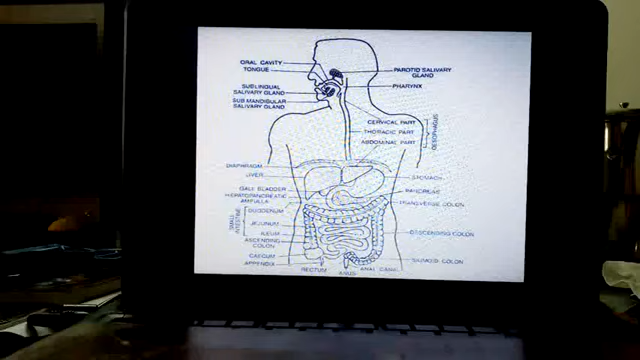 ORAL CAVITY
TONGUE
SUBLINGUAL
SALIVARY GLAND
SUB MANDIBULAR
SALIVARY GLAND
PAROTID SALIVARY
GLAND
PHARYNX
CERVICAL PART
THORACIC PART
ABDOMINAL PART
OESOPHAGUS
DIAPHRAGM
LIVER
GALL BLADDER
HEPATOPANCREATIC
AMPULLA
SMALL
INTESTINE
DUODENUM
JEJUNUM
ILEUM
ASCENDING
COLON
CAECUM
APPENDIX
STOMACH
PANCREAS
TRANSVERSE COLON
DESCENDING COLON
SIGMOID COLON
RECTUM
ANUS
ANAL CANAL